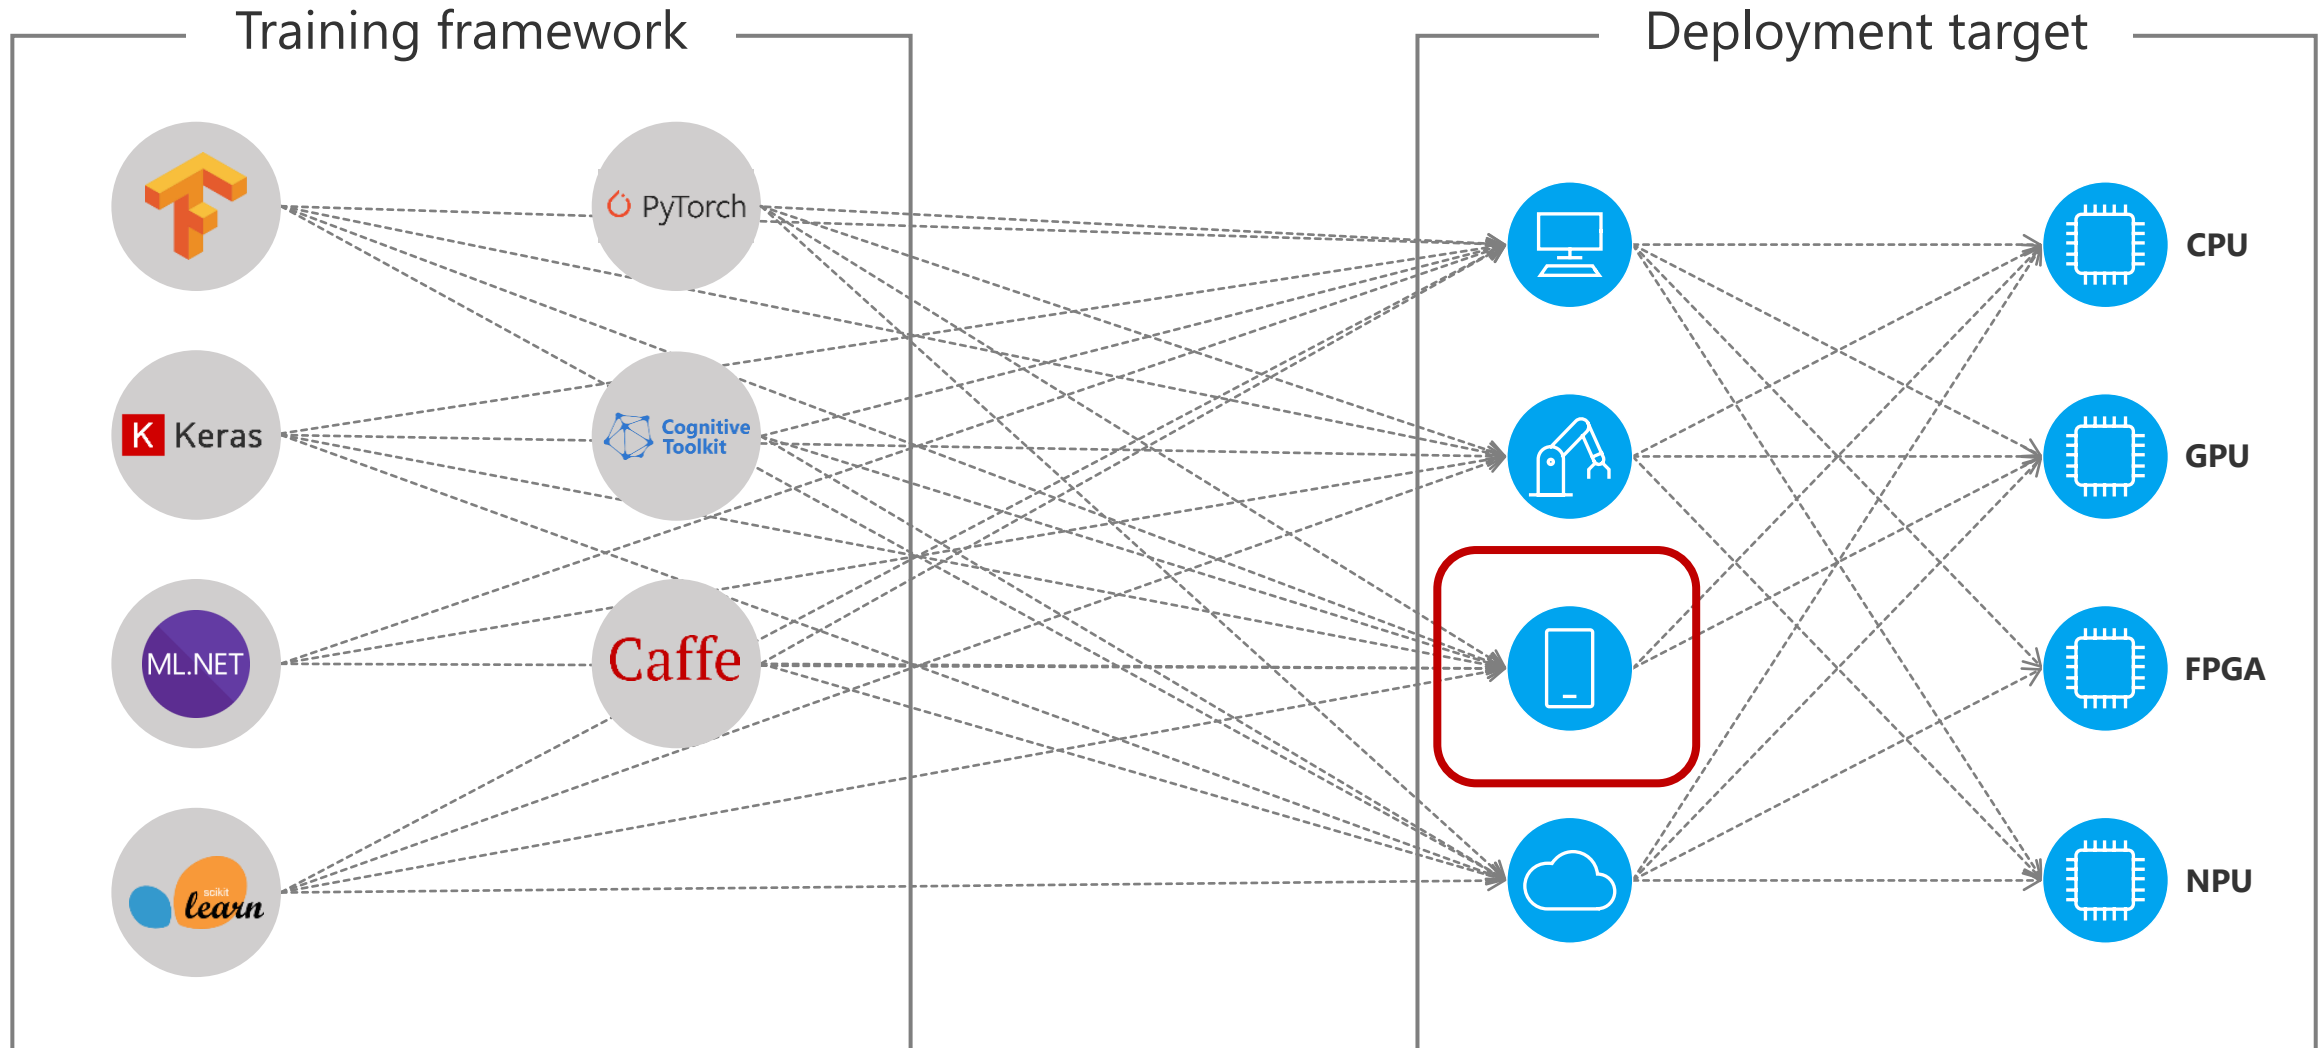 Training framework
Deployment target
PyTorch
CPU
K Keras
Cognitive
Toolkit
GPU
ML.NET
Caffe
FPGA
scikit
learn
NPU